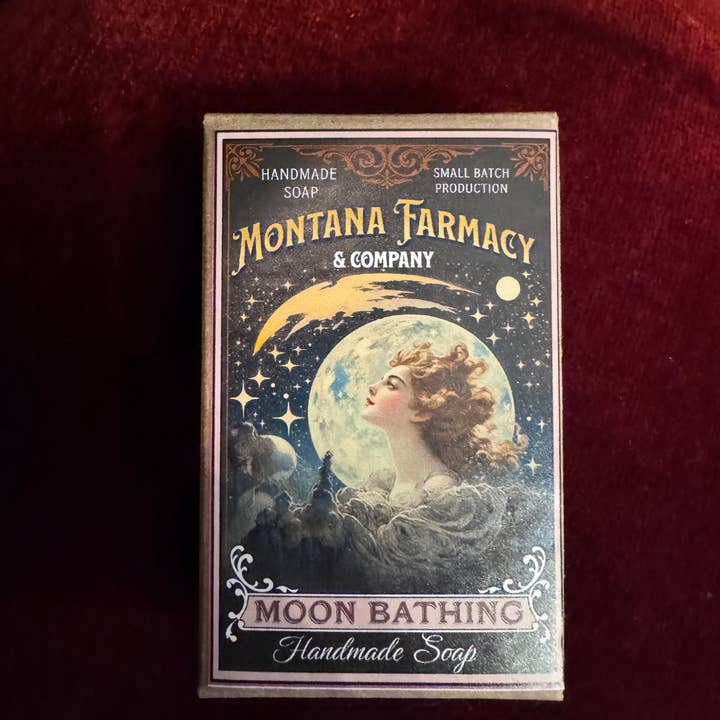 HANDMADE
SOAP
SMALL BATCH
PRODUCTION
MONTANA FARMACY
& COMPANY
MOON BATHING
Handmade Soap